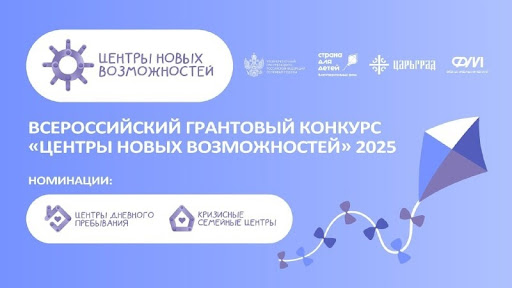 ЦЕНТРЫ НОВЫХ
ВОЗМОЖНОСТЕЙ
страна
для
детей
ЦАРЬГРАД
ВСЕРОССИЙСКИЙ ГРАНТОВЫЙ КОНКУРС
«ЦЕНТРЫ НОВЫХ ВОЗМОЖНОСТЕЙ» 2025
НОМИНАЦИИ:
ЦЕНТРЫ ДНЕВНОГО
ПРЕБЫВАНИЯ
КРИЗИСНЫЕ
СЕМЕЙНЫЕ ЦЕНТРЫ